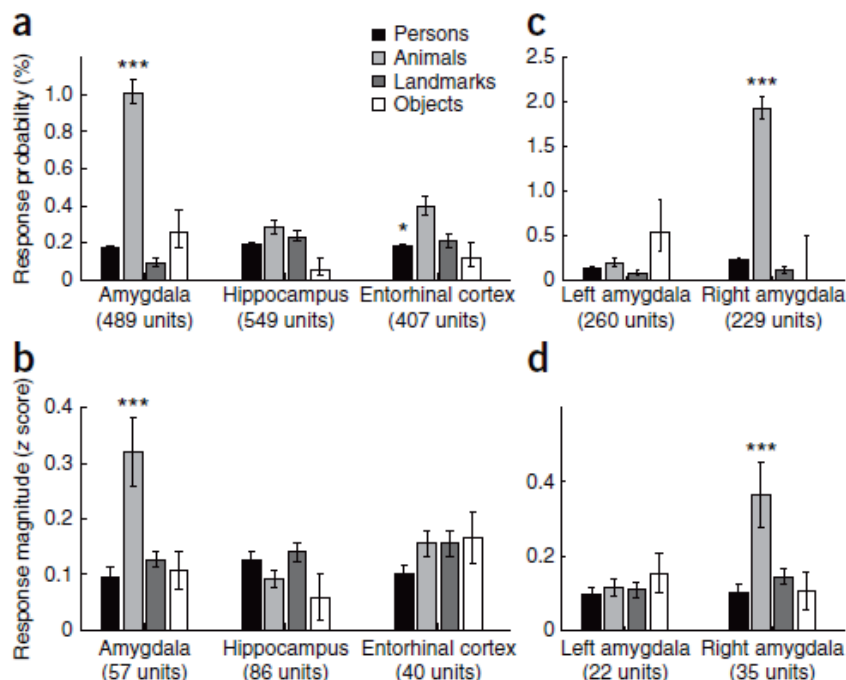 a
Persons
Animals
Landmarks
Objects
Response probability (%)
1.0
0.8
0.6
0.4
0.2
0
***
*
Amygdala
(489 units)
Hippocampus
(549 units)
Entorhinal cortex
(407 units)
c
2.5
2.0
1.5
1.0
0.5
0
***
Left amygdala
(260 units)
Right amygdala
(229 units)
b
Response magnitude (z score)
0.4
0.3
0.2
0.1
0
***
Amygdala
(57 units)
Hippocampus
(86 units)
Entorhinal cortex
(40 units)
d
0.4
0.2
0
***
Left amygdala
(22 units)
Right amygdala
(35 units)